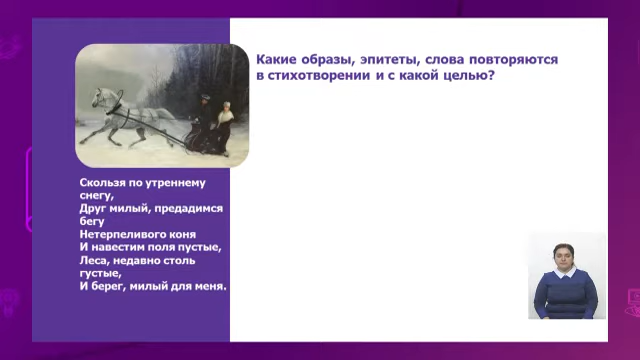 Какие образы, эпитеты, слова повторяются
в стихотворении и с какой целью?
Скользя по утреннему
снегу,
Друг милый, предадимся
бегу
Нетерпеливого коня
И навестим поля пустые,
Леса, недавно столь
густые,
И берег, милый для меня.